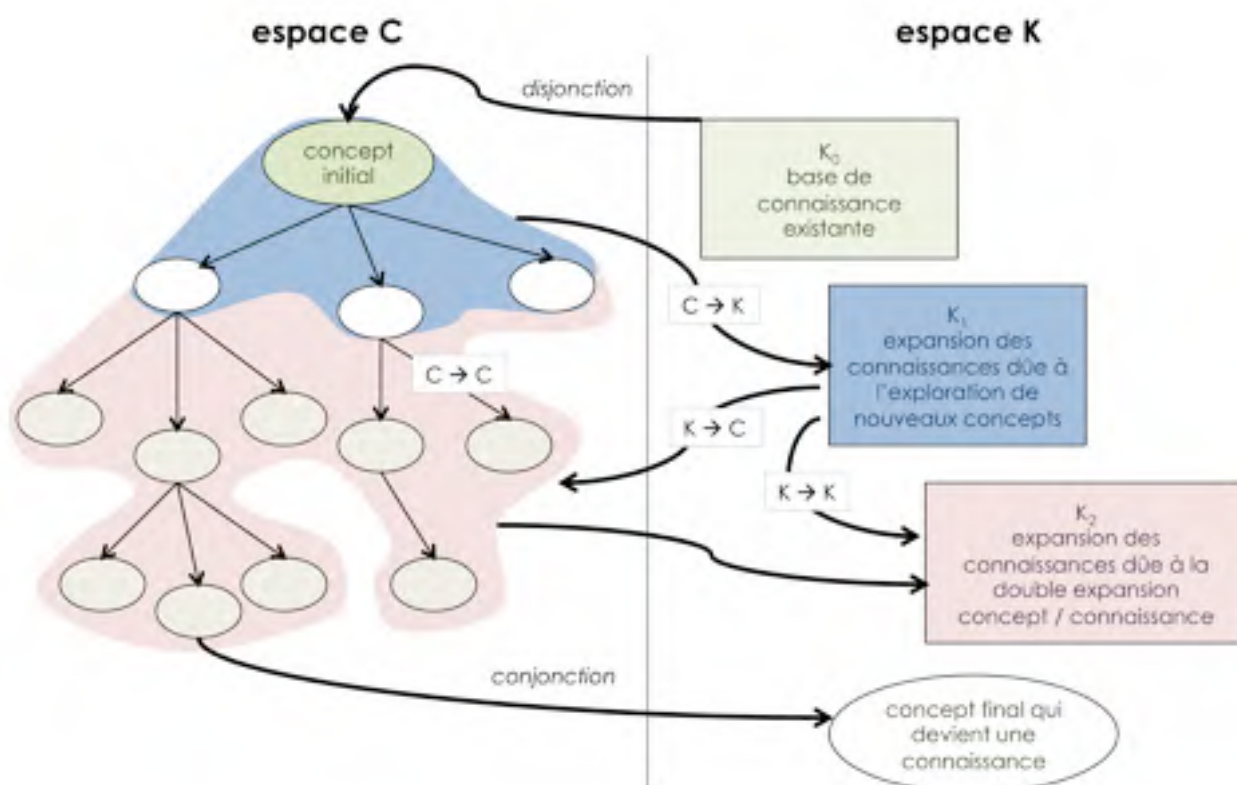 espace C
espace K
disjonction
concept
initial
K₀
base de
connaissance
existante
C → K
K₁
expansion des
connaissances dûe à
l'exploration de
nouveaux concepts
C → C
K → C
K → K
K₂
expansion des
connaissances dûe à la
double expansion
concept / connaissance
conjonction
concept final qui
devient une
connaissance